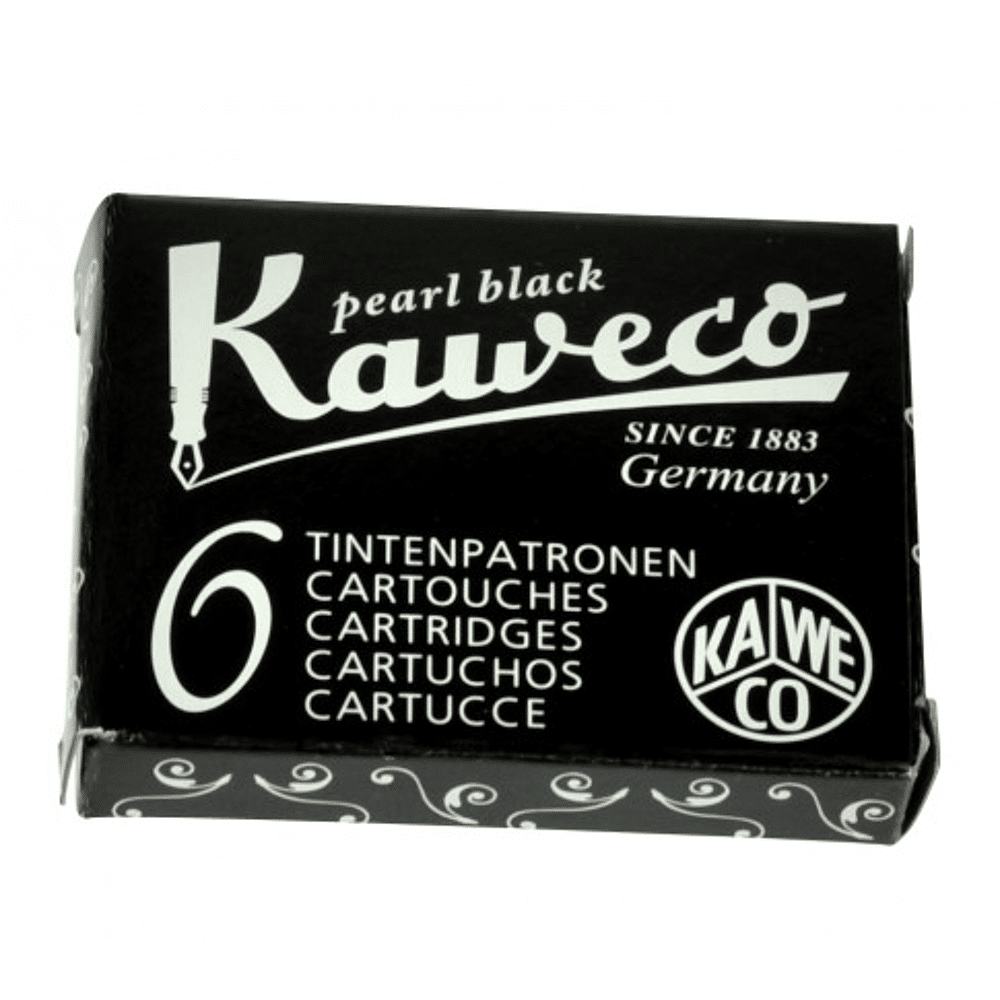 pearl black
Kaweco
SINCE 1883
Germany
6
TINTENPATRONEN
CARTOUCHES
CARTRIDGES
CARTUCHOS
CARTUCCE
KA WE
CO